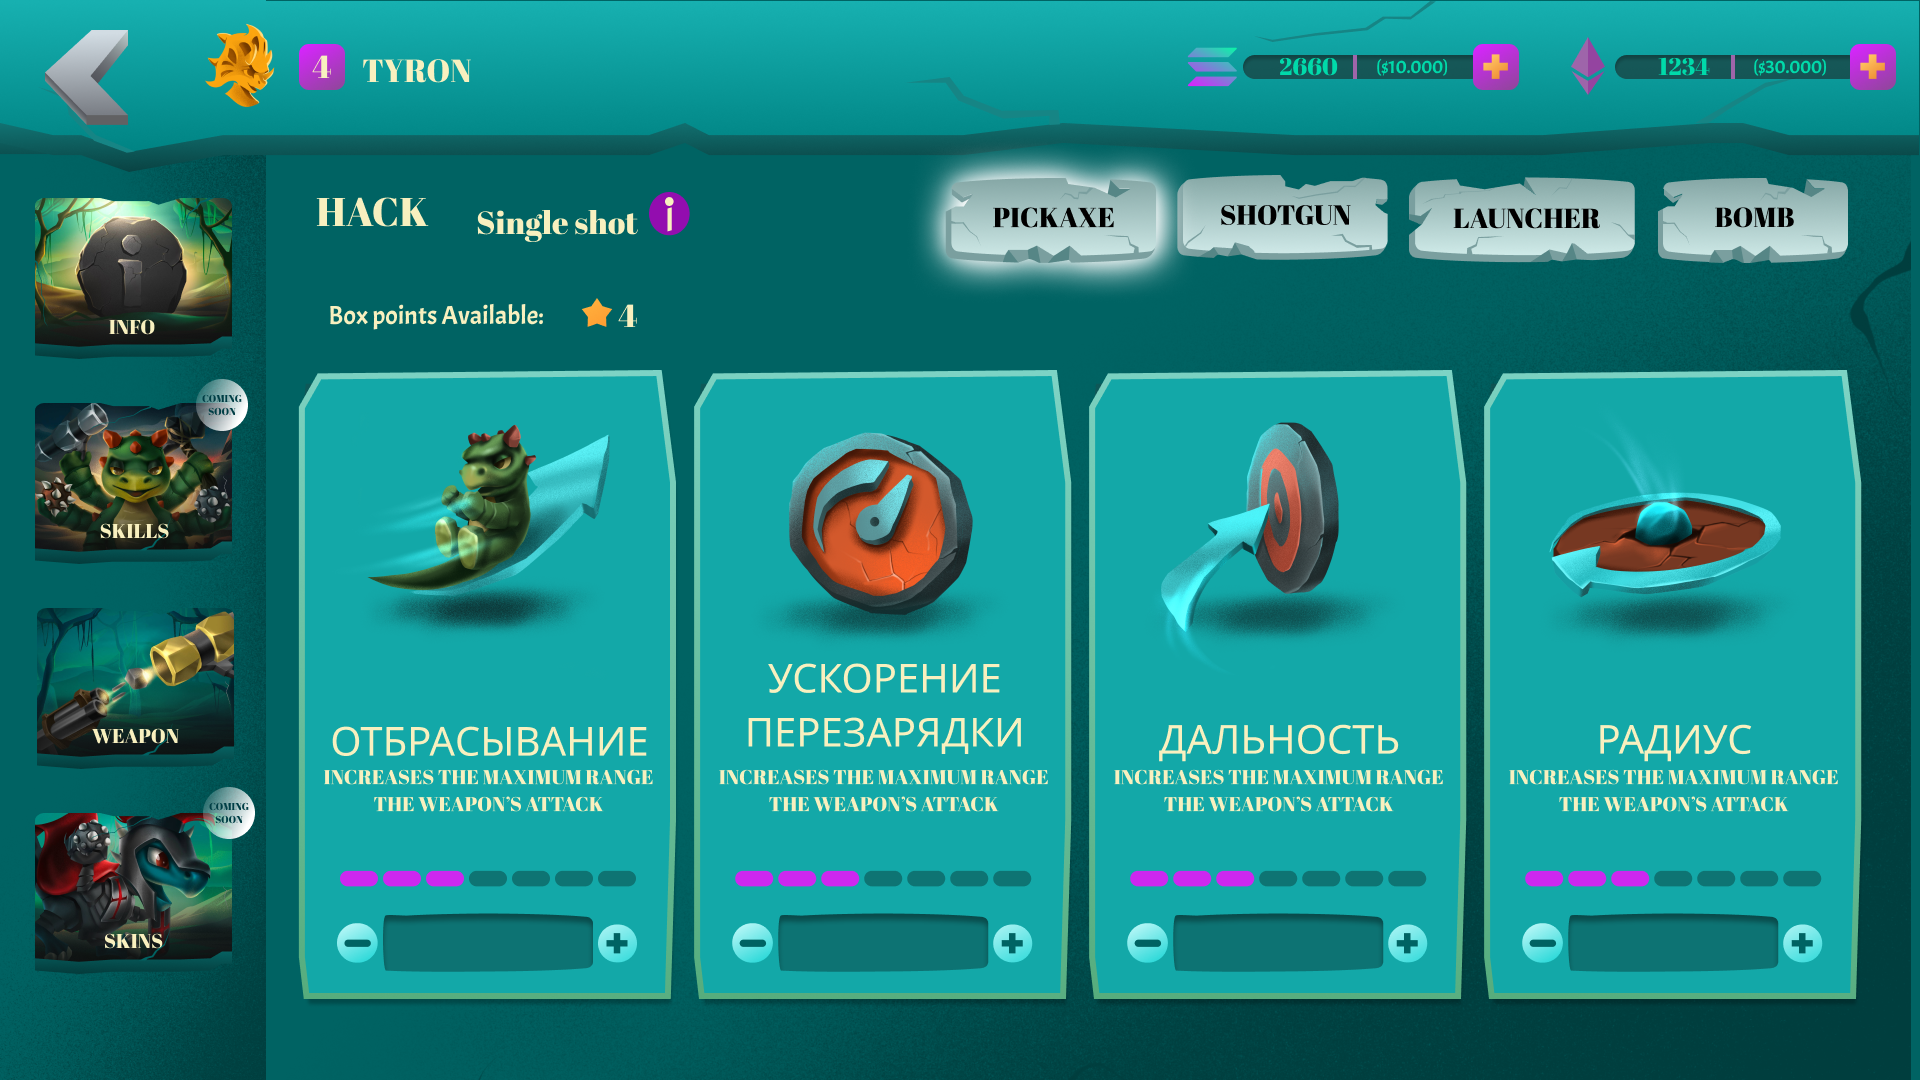 4 TYRON
2660 ($10.000)
1234 ($30.000)
HACK
Single shot
i
PICKAXE
SHOTGUN
LAUNCHER
BOMB
Box points Available:
4
i
INFO
COMING
SOON
SKILLS
WEAPON
COMING
SOON
SKINS
ОТБРАСЫВАНИЕ
INCREASES THE MAXIMUM RANGE
THE WEAPON'S ATTACK
УСКОРЕНИЕ
ПЕРЕЗАРЯДКИ
INCREASES THE MAXIMUM RANGE
THE WEAPON'S ATTACK
ДАЛЬНОСТЬ
INCREASES THE MAXIMUM RANGE
THE WEAPON'S ATTACK
РАДИУС
INCREASES THE MAXIMUM RANGE
THE WEAPON'S ATTACK